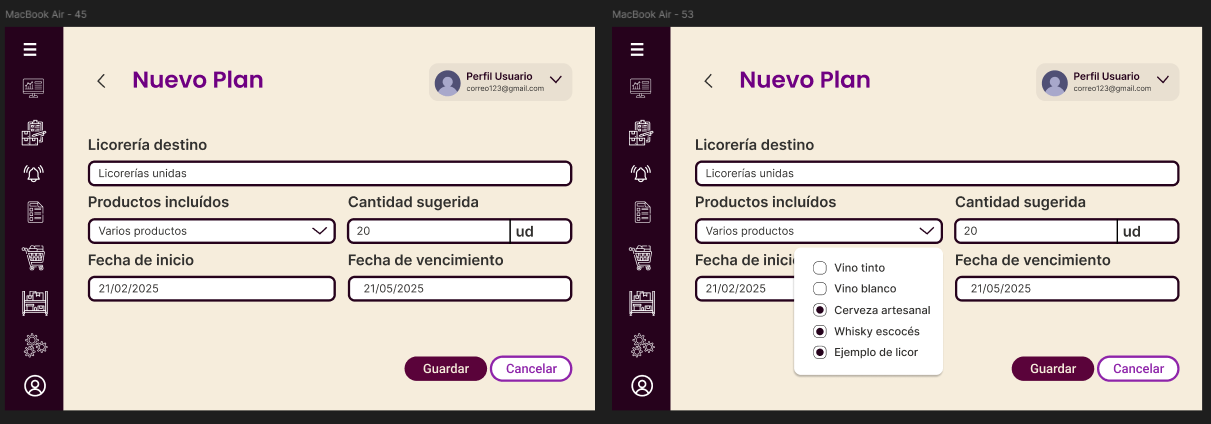 MacBook Air - 45
Nuevo Plan
Perfil Usuario
correo123@gmail.com
Licorería destino
Licorerías unidas
Productos incluídos
Cantidad sugerida
Varios productos
20
ud
Fecha de inicio
Fecha de vencimiento
21/02/2025
21/05/2025
Guardar
Cancelar
MacBook Air - 53
Nuevo Plan
Perfil Usuario
correo123@gmail.com
Licorería destino
Licorerías unidas
Productos incluídos
Cantidad sugerida
Varios productos
20
ud
Fecha de inici
Fecha de vencimiento
21/02/2025
21/05/2025
Vino tinto
Vino blanco
Cerveza artesanal
Whisky escocés
Ejemplo de licor
Guardar
Cancelar